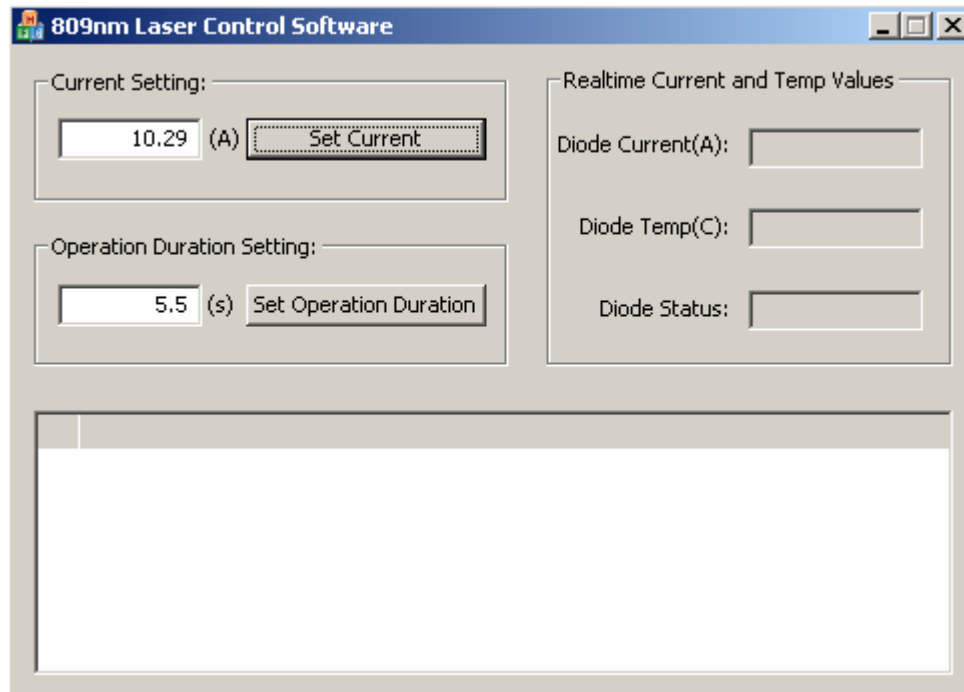 809nm Laser Control Software
Current Setting:
10.29 (A) Set Current
Operation Duration Setting:
5.5 (s) Set Operation Duration
Realtime Current and Temp Values
Diode Current(A):
Diode Temp(C):
Diode Status: